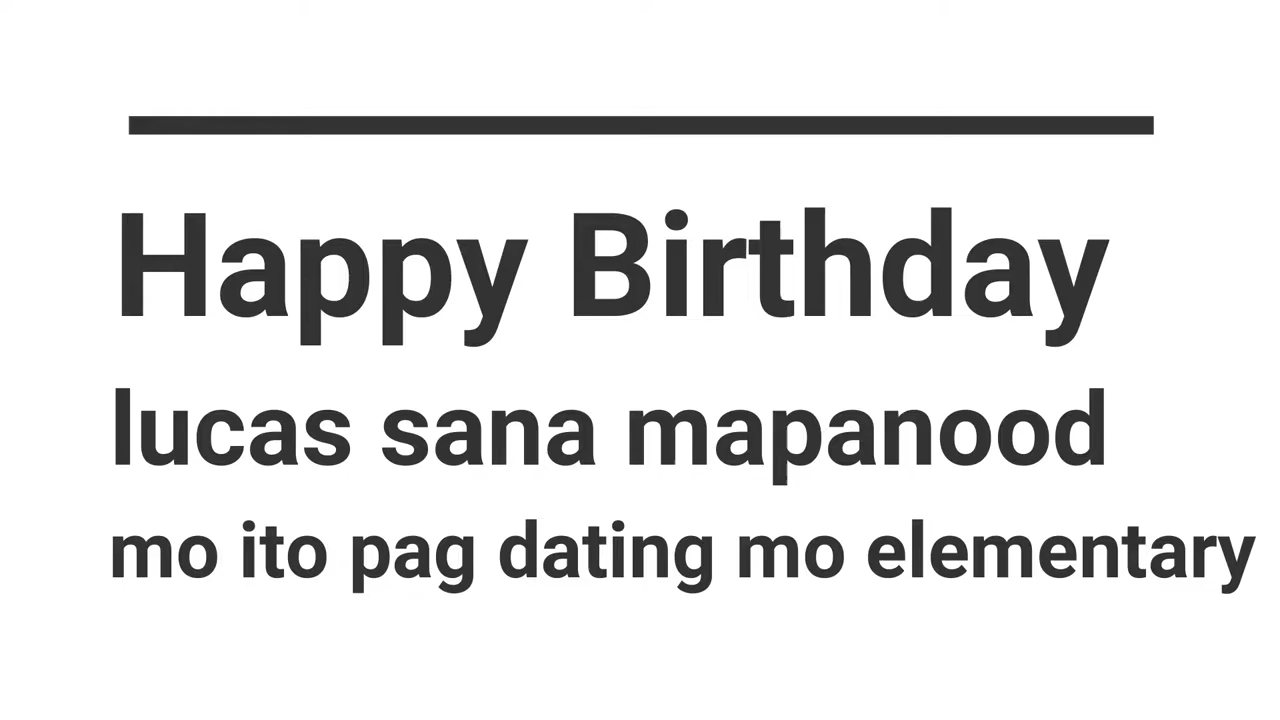 Happy Birthday
lucas sana mapanood
mo ito pag dating mo elementary